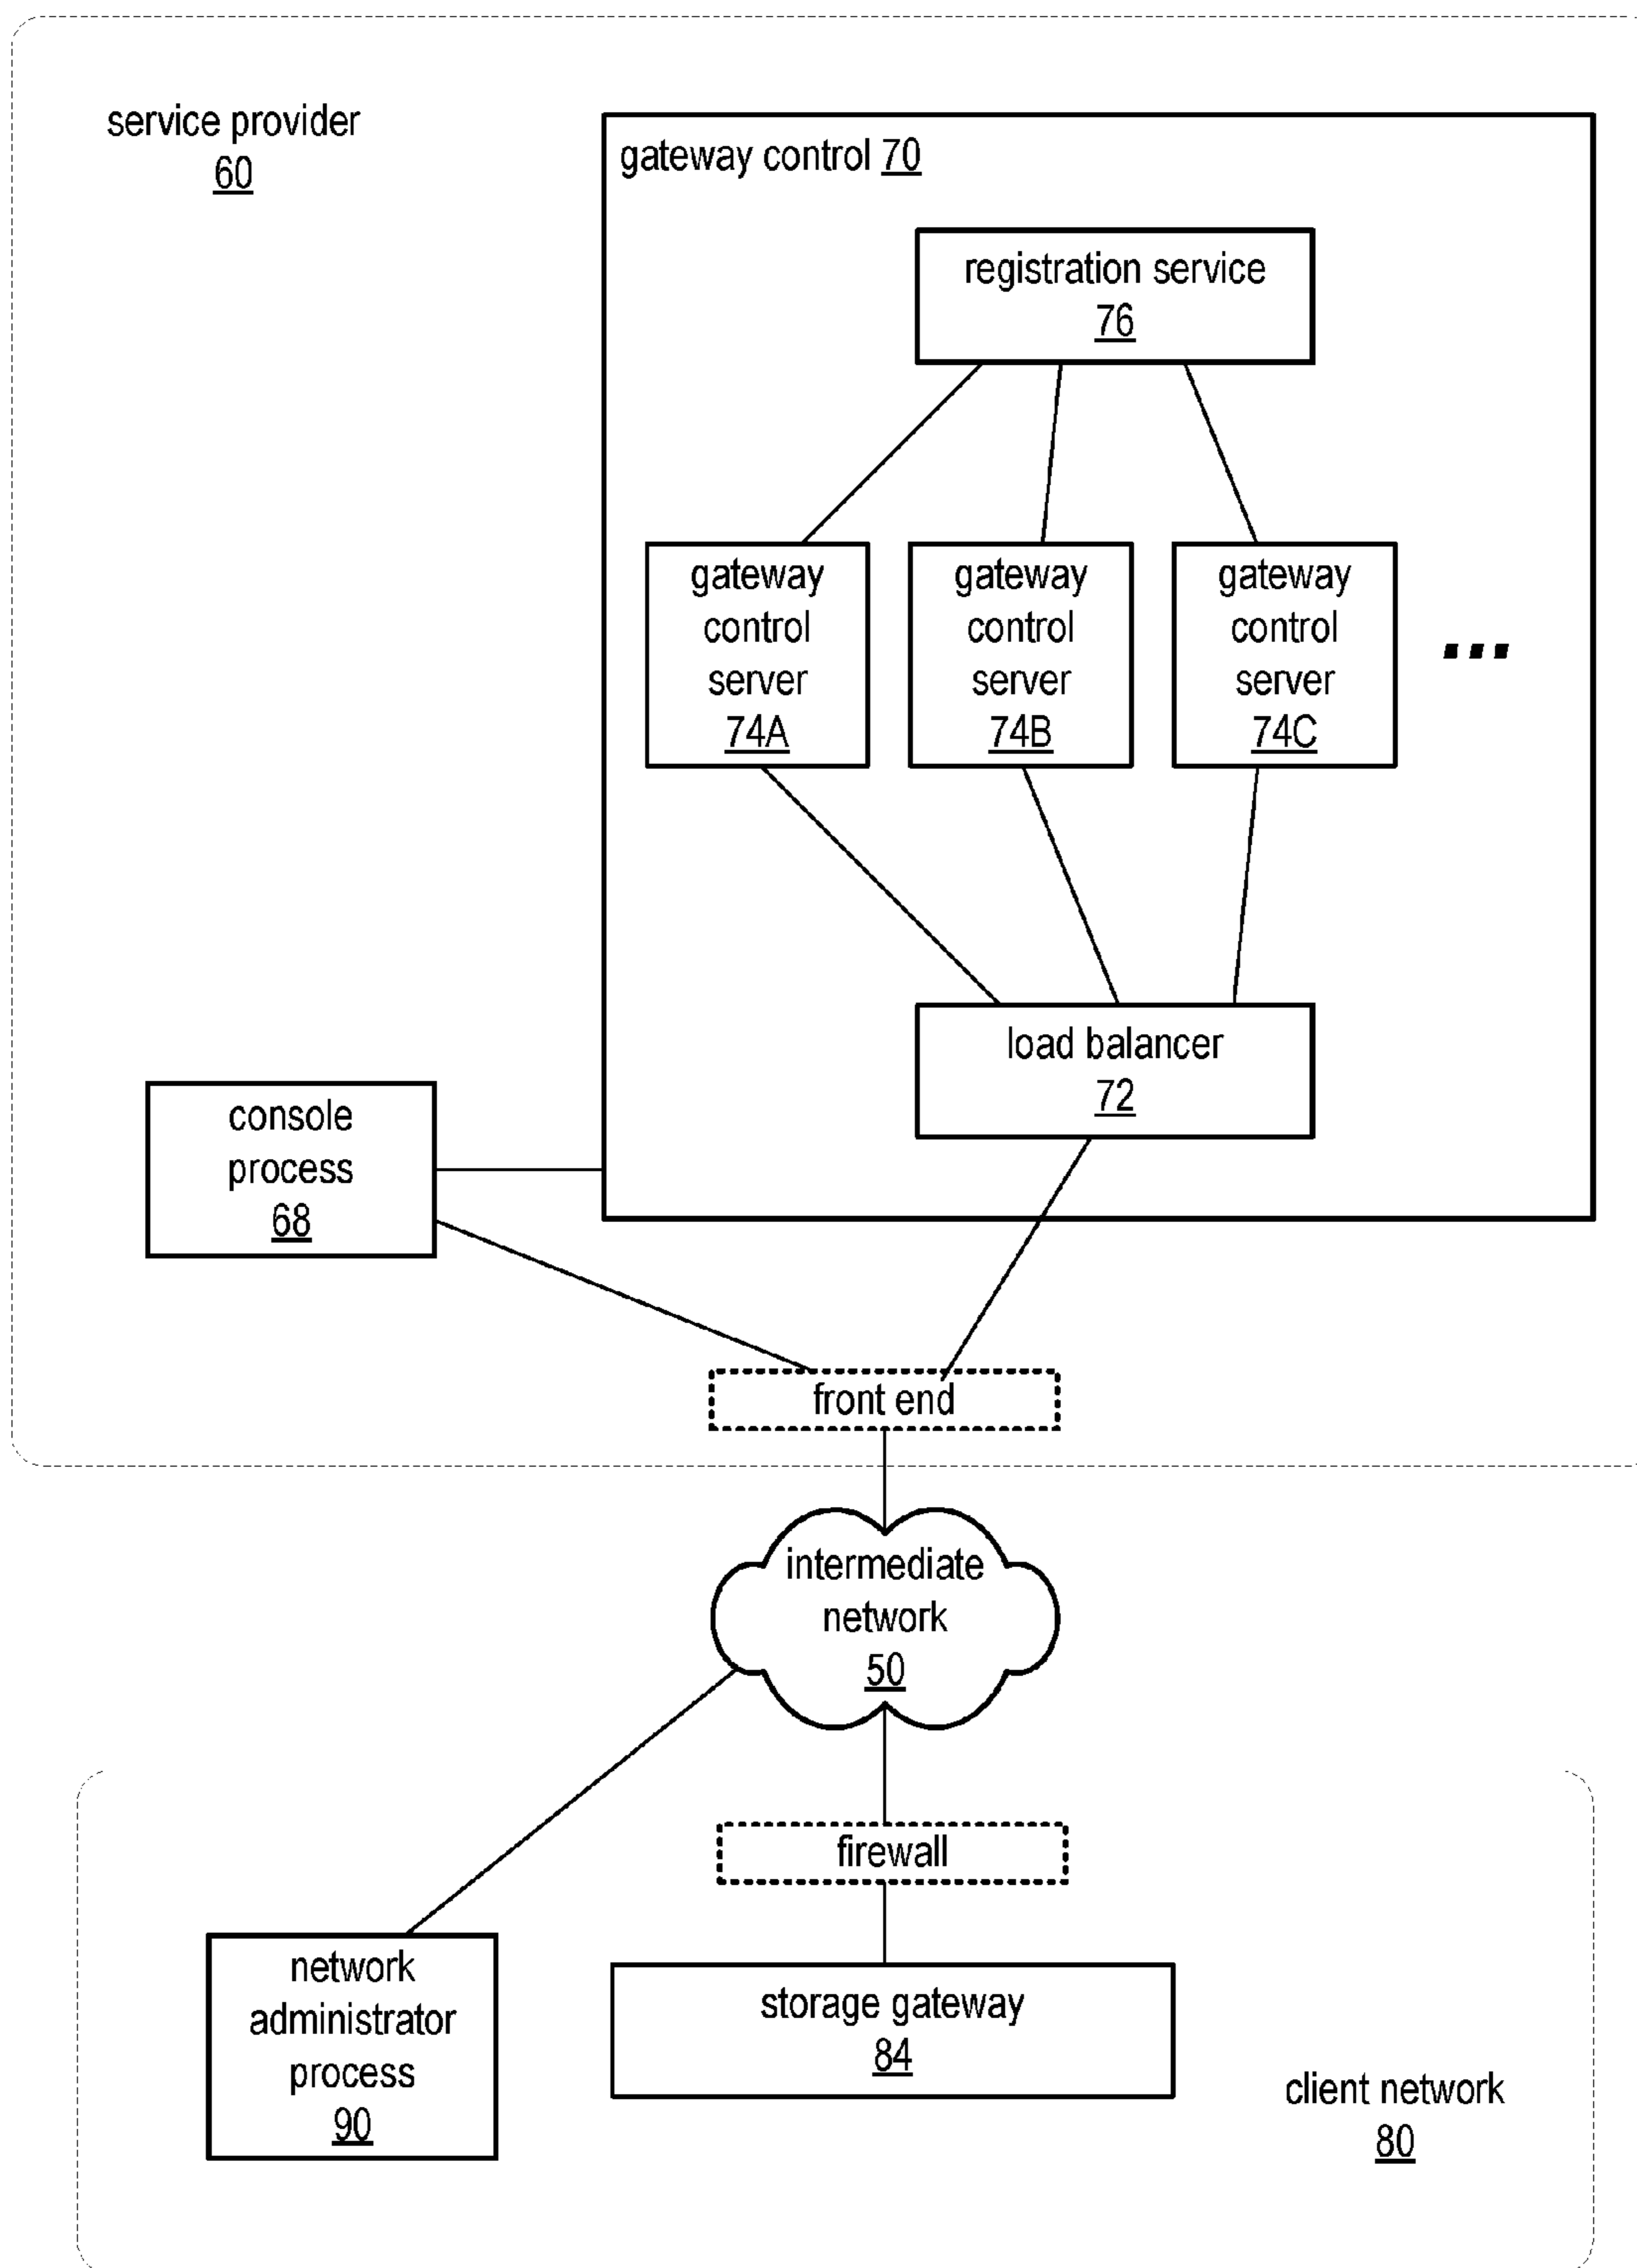 service provider
60
gateway control 70
registration service
76
gateway
control
server
74A
gateway
control
server
74B
gateway
control
server
74C
...
load balancer
72
console
process
68
front end
intermediate
network
50
firewall
network
administrator
process
90
storage gateway
84
client network
80